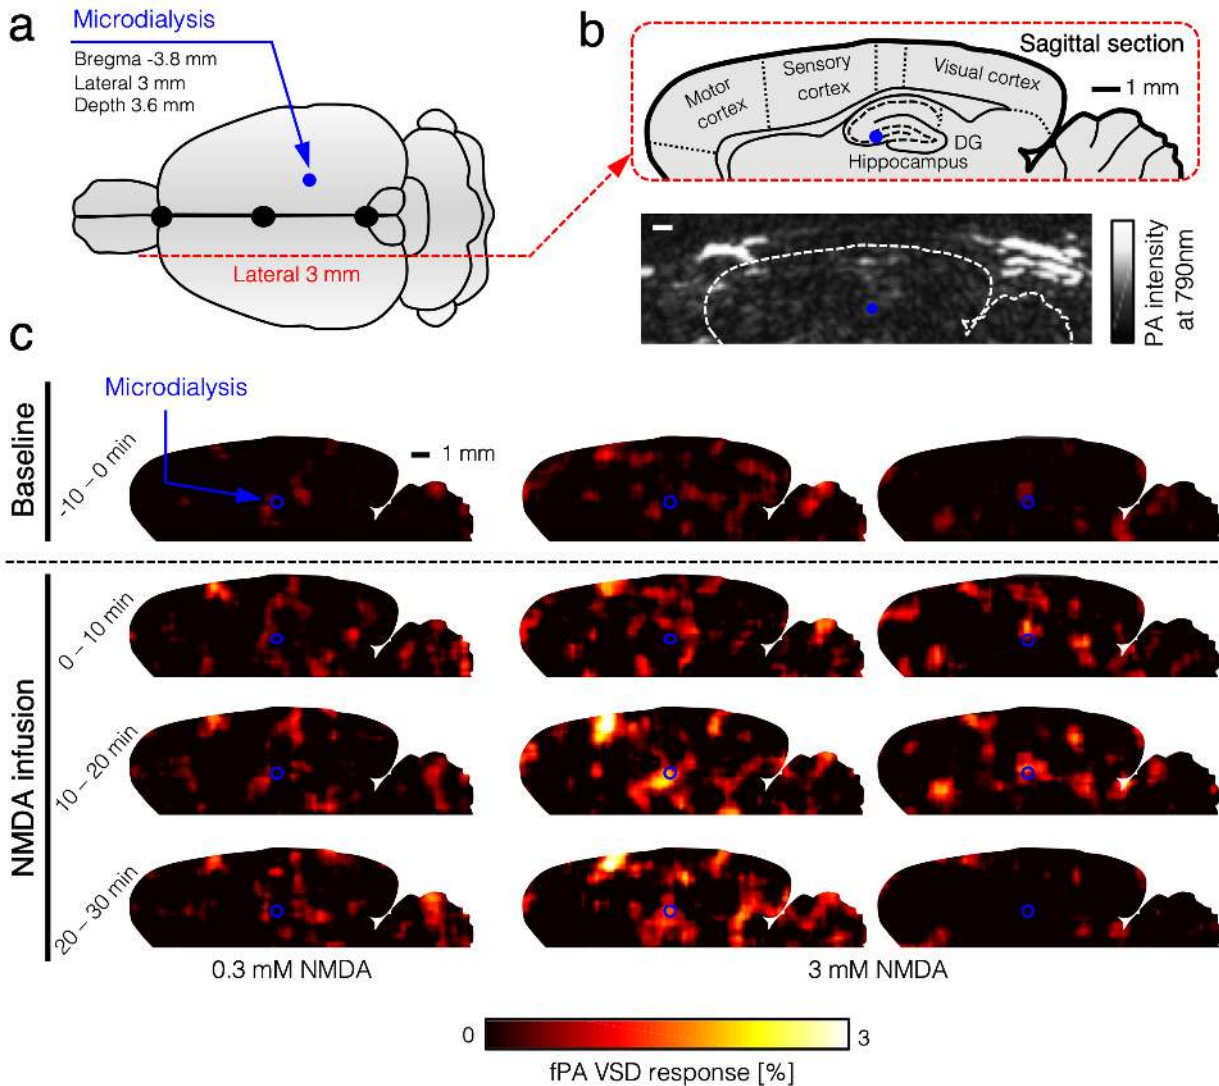 a
Microdialysis
Bregma -3.8 mm
Lateral 3 mm
Depth 3.6 mm
Lateral 3 mm
b
Sagittal section
Motor
cortex
Sensory
cortex
Visual cortex
1 mm
DG
Hippocampus
PA intensity
at 790nm
c
Baseline
-10 – 0 min
Microdialysis
1 mm
NMDA infusion
0 – 10 min
10 – 20 min
20 – 30 min
0.3 mM NMDA
3 mM NMDA
0
3
fPA VSD response [%]